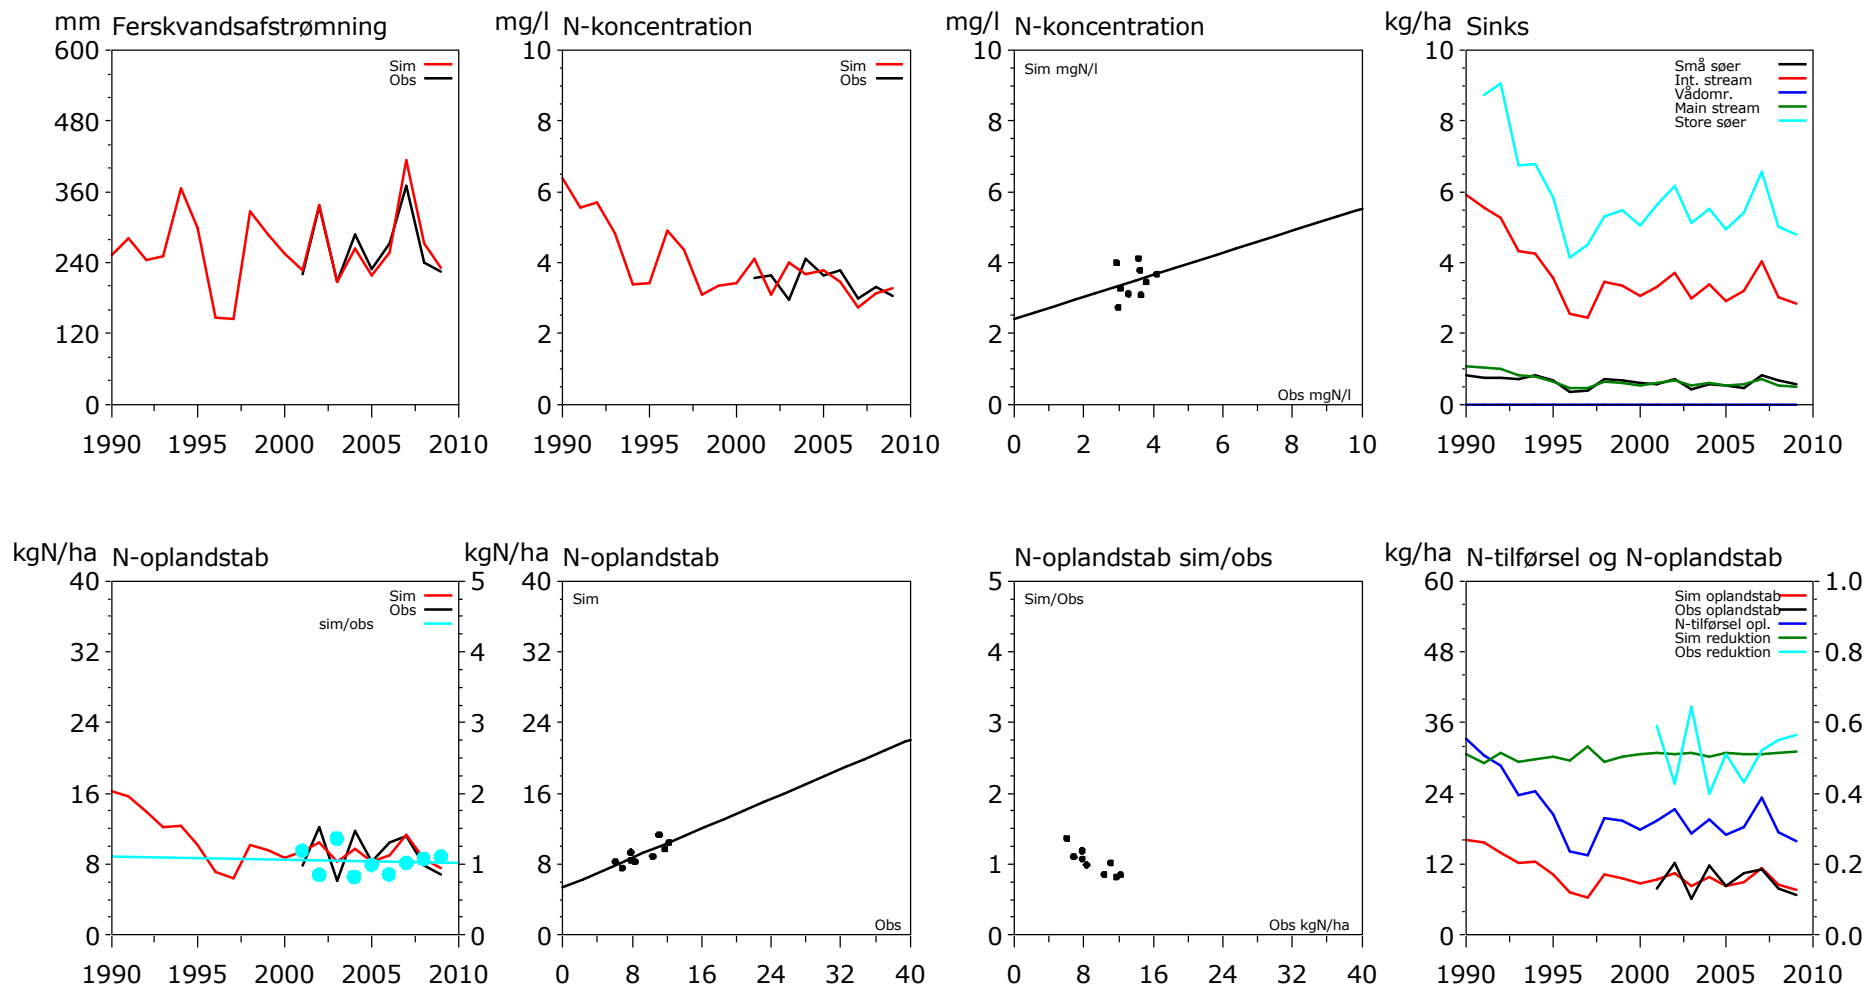 mm Ferskvandsafstrømning
600
480
360
240
120
0
1990 1995 2000 2005 2010
Sim
Obs
mg/l N-koncentration
10
8
6
4
2
0
1990 1995 2000 2005 2010
Sim
Obs
mg/l N-koncentration
10
8
6
4
2
0
0 2 4 6 8 10
Sim mgN/l
Obs mgN/l
kg/ha Sinks
10
8
6
4
2
0
1990 1995 2000 2005 2010
Små søer
Int. stream
Vådomr.
Main stream
Store søer
kgN/ha N-oplandstab
40
32
24
16
8
0
1990 1995 2000 2005 2010
Sim
Obs
sim/obs
5
4
3
2
1
0
kgN/ha N-oplandstab
40
32
24
16
8
0
0 8 16 24 32 40
Sim
Obs
N-oplandstab sim/obs
5
4
3
2
1
0
0 8 16 24 32 40
Sim/Obs
Obs kgN/ha
kg/ha N-tilførsel og N-oplandstab
60
48
36
24
12
0
1990 1995 2000 2005 2010
Sim oplandstab
Obs oplandstab
N-tilførsel opl.
Sim reduktion
Obs reduktion
1.0
0.8
0.6
0.4
0.2
0.0